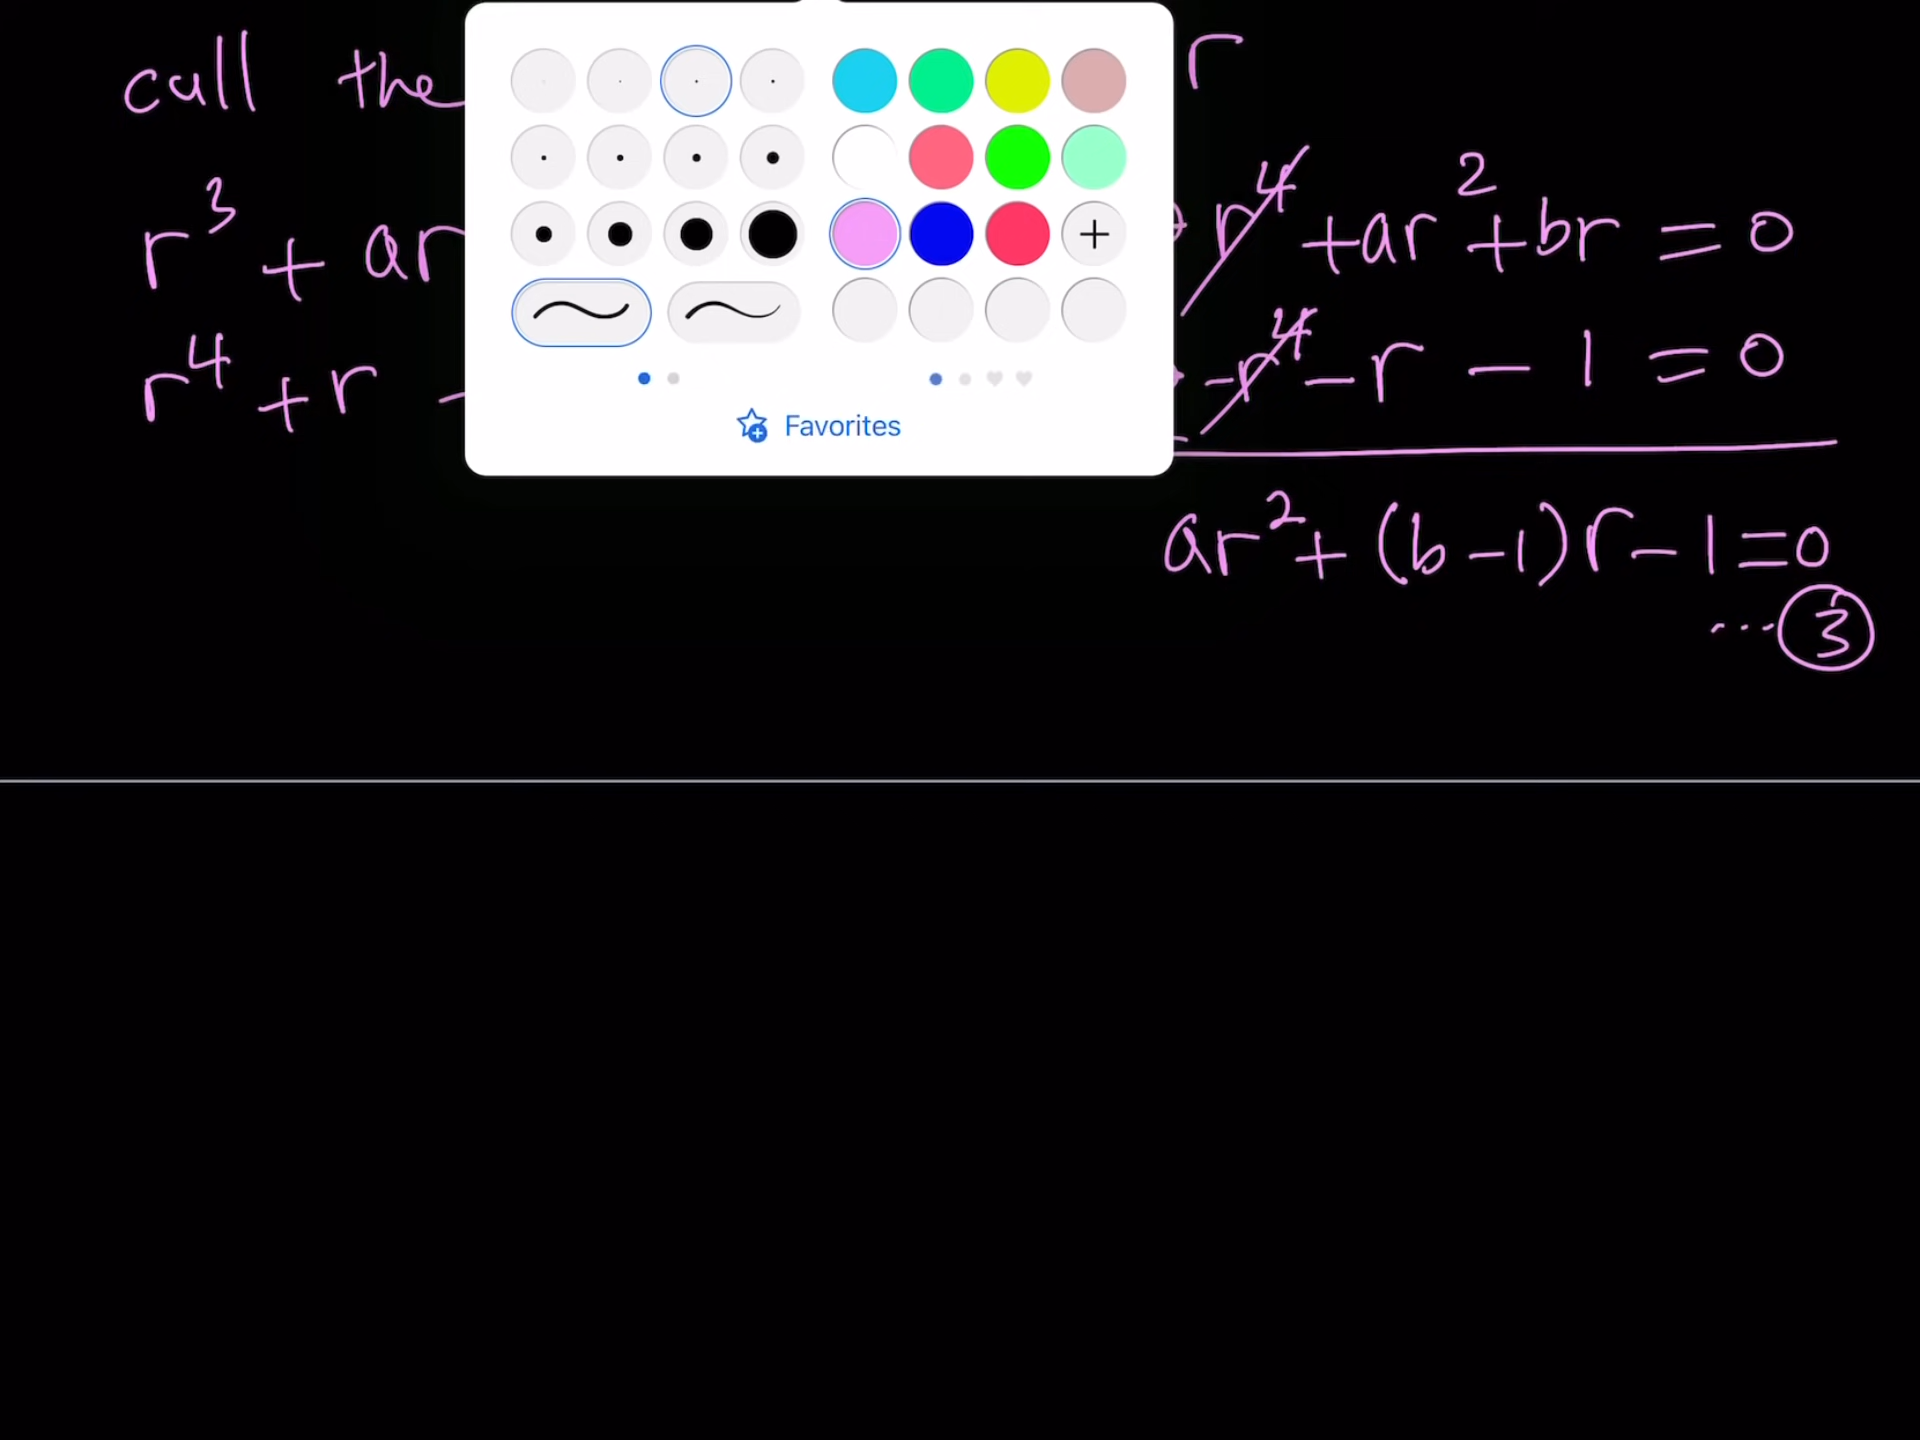 call the r
r³ + ar r⁴ + ar² + br = 0
r⁴ + r - -r⁴ - r - 1 = 0
Favorites
ar² + (b - 1) r - 1 = 0
... ③